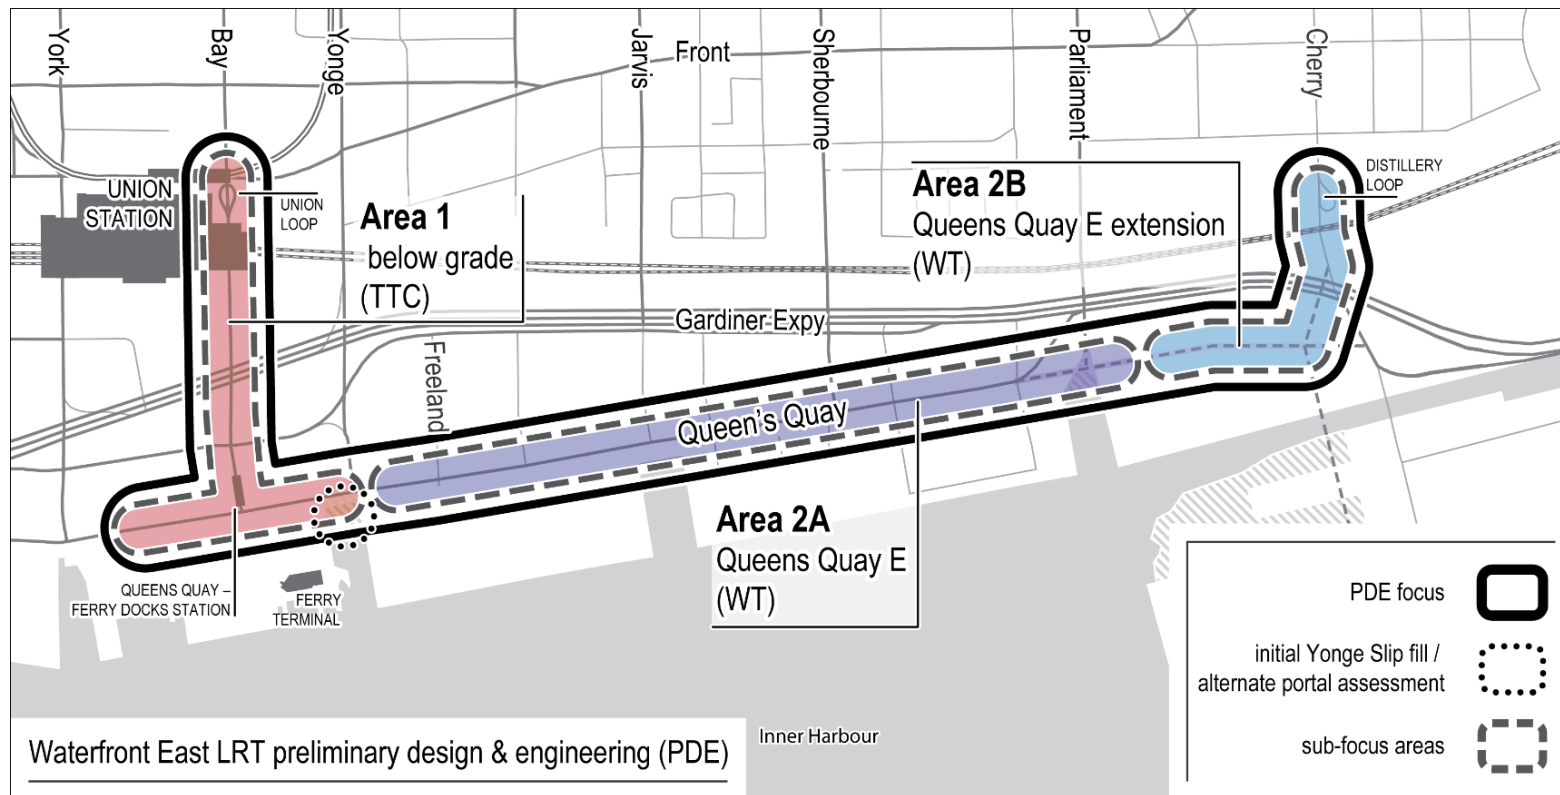 York
Bay
Yonge
Jarvis
Front
Sherbourne
Parliament
Cherry
UNION
STATION
UNION
LOOP
Area 1
below grade
(TTC)
Area 2B
Queens Quay E extension
(WT)
DISTILLERY
LOOP
Gardiner Expy
Freeland
Queen's Quay
Area 2A
Queens Quay E
(WT)
QUEENS QUAY –
FERRY DOCKS STATION
FERRY
TERMINAL
PDE focus
initial Yonge Slip fill /
alternate portal assessment
sub-focus areas
Waterfront East LRT preliminary design & engineering (PDE)
Inner Harbour